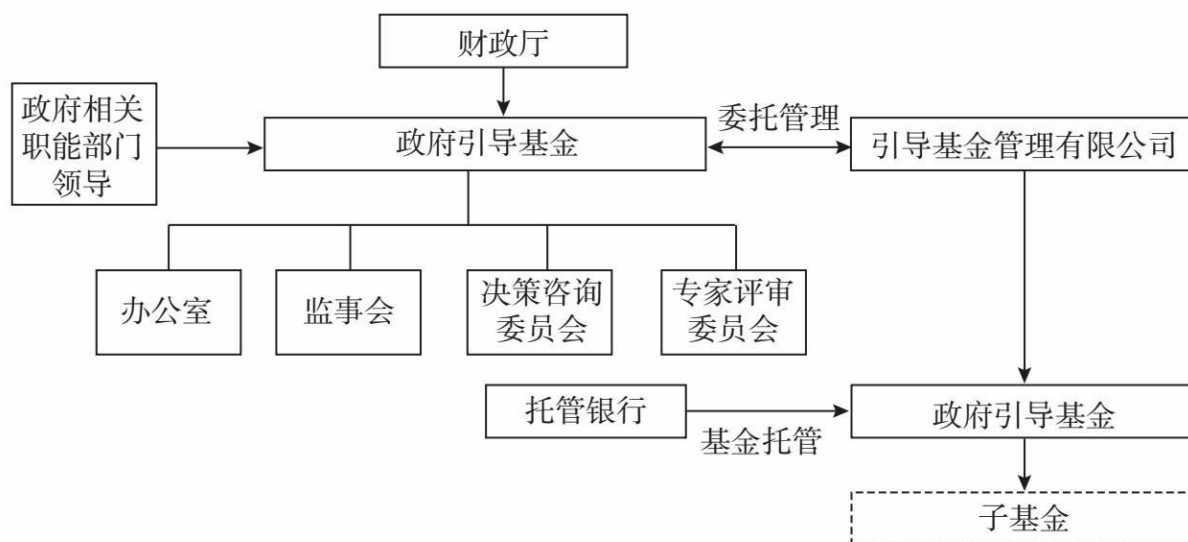 财政厅
政府相关
职能部门
领导
政府引导基金
委托管理
引导基金管理有限公司
办公室
监事会
决策咨询
委员会
专家评审
委员会
托管银行
基金托管
政府引导基金
子基金